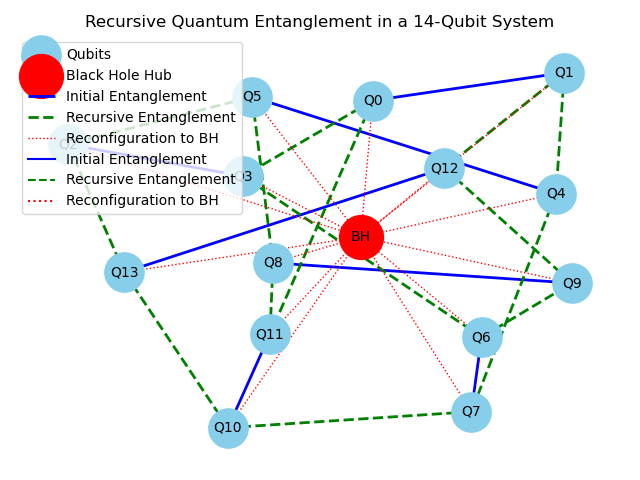 Recursive Quantum Entanglement in a 14-Qubit System
Qubits
Black Hole Hub
Initial Entanglement
Recursive Entanglement
Reconfiguration to BH
Initial Entanglement
Recursive Entanglement
Reconfiguration to BH
Q1
Q5
Q0
Q2
Q12
Q3
Q4
BH
Q8
Q13
Q9
Q11
Q6
Q7
Q10